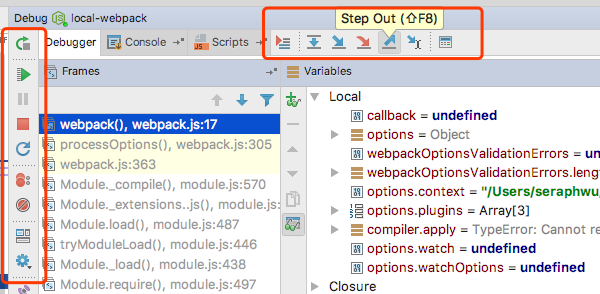 Step Out (⇧F8)
Debug local-webpack
Debugger Console Scripts
Frames
Variables
webpack(), webpack.js:17
processOptions(), webpack.js:305
webpack.js:363
Module._compile(), module.js:570
Module._extensions..js(), module.js
Module.load(), module.js:487
tryModuleLoad(), module.js:446
Module._load(), module.js:438
Module.require(), module.js:497
Local
callback = undefined
options = Object
webpackOptionsValidationErrors = un
webpackOptionsValidationErrors.leng
options.context = "/Users/seraphwu,
options.plugins = Array[3]
compiler.apply = TypeError: Cannot re
options.watch = undefined
options.watchOptions = undefined
Closure